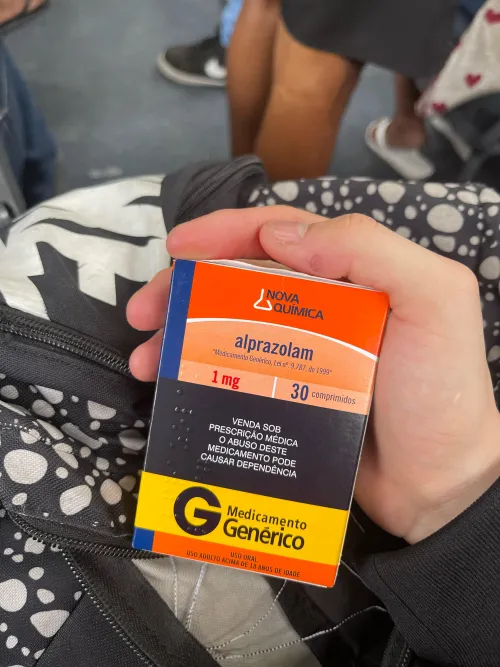 NOVA
QUÍMICA
alprazolam
"Medicamento Genérico, Lei nº. 9.787, de 1999"
1 mg
30 comprimidos
VENDA SOB
PRESCRIÇÃO MÉDICA
O ABUSO DESTE
MEDICAMENTO PODE
CAUSAR DEPENDÊNCIA
G Medicamento
Genérico
USO ORAL
USO ADULTO ACIMA DE 18 ANOS DE IDADE